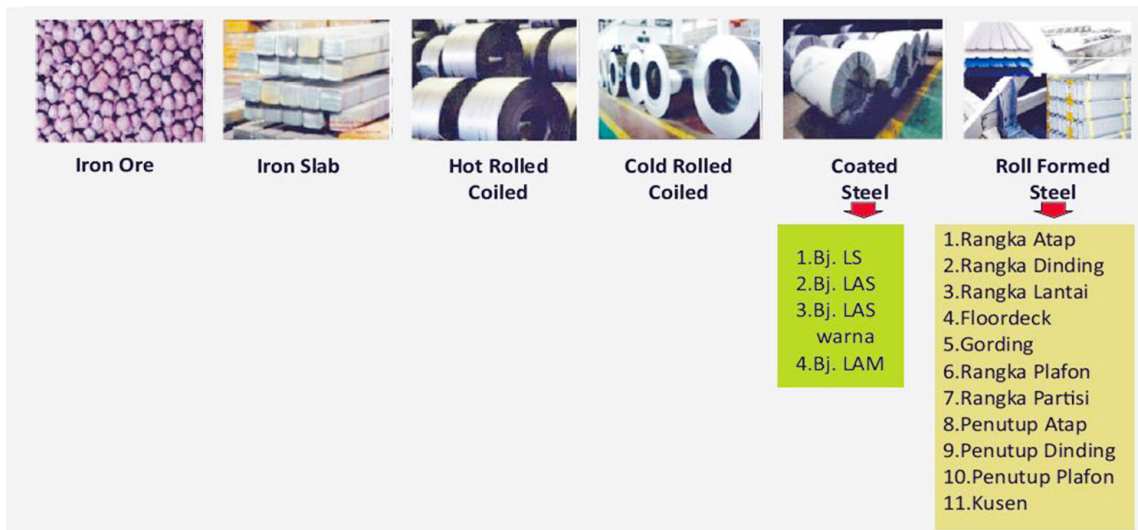 Iron Ore
Iron Slab
Hot Rolled
Coiled
Cold Rolled
Coiled
Coated
Steel
Roll Formed
Steel
1.Bj. LS
2.Bj. LAS
3.Bj. LAS
warna
4.Bj. LAM
1.Rangka Atap
2.Rangka Dinding
3.Rangka Lantai
4.Floordeck
5.Gording
6.Rangka Plafon
7.Rangka Partisi
8.Penutup Atap
9.Penutup Dinding
10.Penutup Plafon
11.Kusen